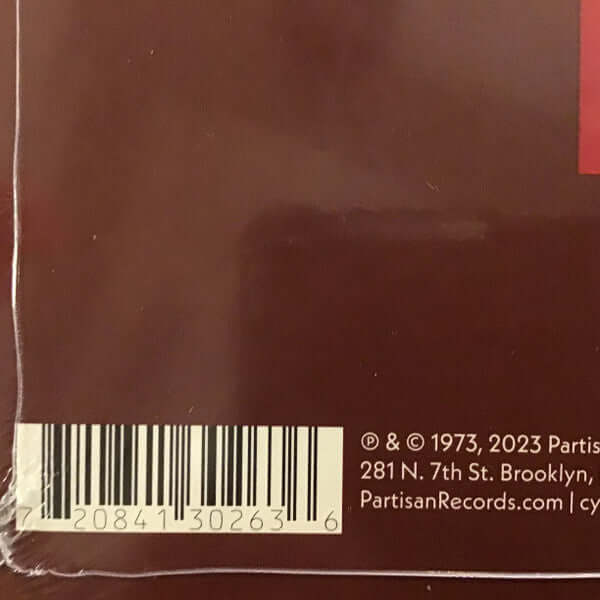 ℗ & © 1973, 2023 Partis
281 N. 7th St. Brooklyn,
PartisanRecords.com | cy
7 20841 30263 6